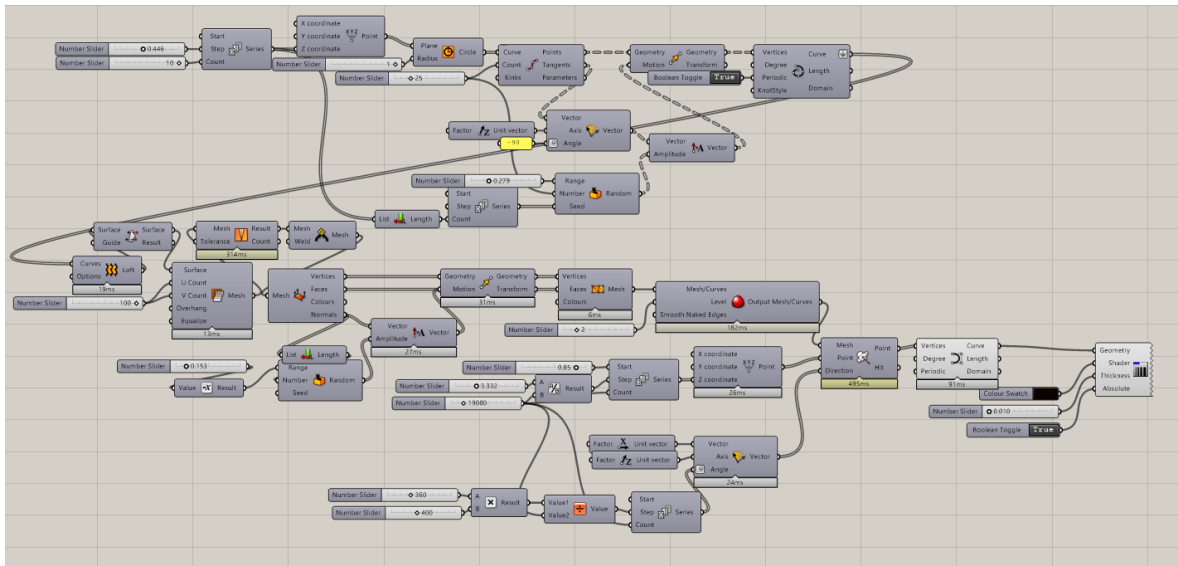 Number Slider 0.446
Number Slider 10
Start
Step Series
Count
X coordinate
Y coordinate Point
Z coordinate
Number Slider 1
Plane Circle
Radius
Number Slider 25
Curve Points
Count Tangents
Kinks Parameters
Geometry Geometry
Motion Transform
Boolean Toggle True
Vertices Curve
Degree
Periodic Length
KnotStyle Domain
Factor Unit vector
-90
Vector
Axis Vector
Angle
Vector Vector
Amplitude
Number Slider 0.279
Start
Step Series
Count
Range
Number Random
Seed
List Length
Surface Surface
Guide Result
Mesh Result
Tolerance Count
314ms
Mesh Mesh
Weld
Curves Loft
Options
19ms
Number Slider 100
Surface
U Count
V Count Mesh
Overhang
Equalize
13ms
Mesh Vertices
Faces
Colours
Normals
Geometry Geometry
Motion Transform
31ms
Vertices
Faces Mesh
Colours
6ms
Mesh/Curves
Level Output Mesh/Curves
Smooth Naked Edges
182ms
Number Slider 2
Vector Vector
Amplitude
27ms
List Length
Range
Number Random
Seed
Number Slider 0.153
Value -X Result
Number Slider 0.85
Number Slider 3.332
Number Slider 19080
A Result
B
Start
Step Series
Count
X coordinate
Y coordinate Point
Z coordinate
26ms
Mesh Point
Point
Direction Hit
495ms
Vertices Curve
Degree Length
Periodic Domain
91ms
Geometry
Shader
Thickness
Absolute
Colour Swatch
Number Slider 0.010
Boolean Toggle True
Factor Unit vector
Factor Unit vector
Vector
Axis Vector
Angle
24ms
Number Slider 360
Number Slider 400
A Result
B
Value1 Value
Value2
Start
Step Series
Count